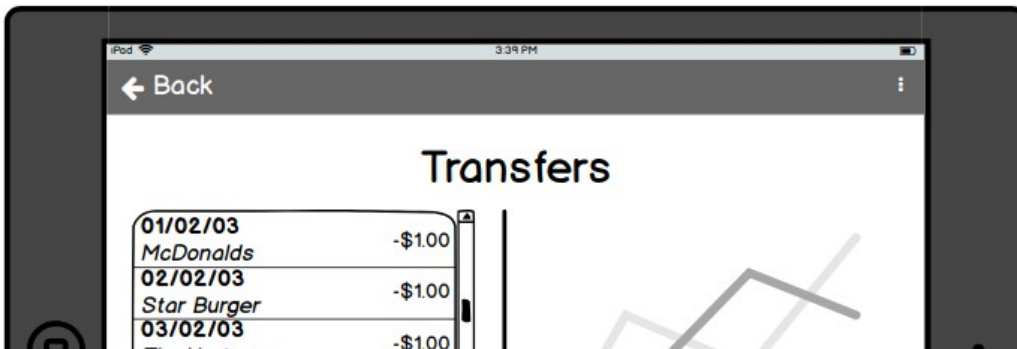 iPod 3:39 PM
Back
Transfers
01/02/03
McDonalds -$1.00
02/02/03
Star Burger -$1.00
03/02/03
-$1.00